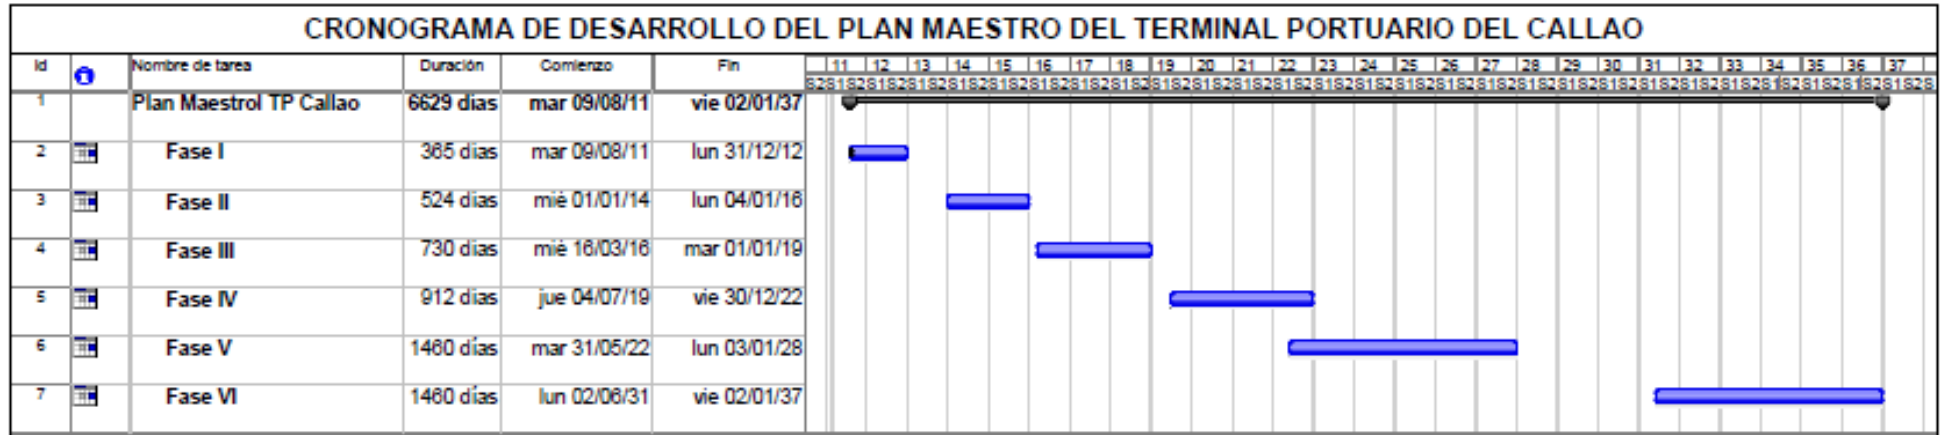 CRONOGRAMA DE DESARROLLO DEL PLAN MAESTRO DEL TERMINAL PORTUARIO DEL CALLAO
Id Nombre de tarea Duración Comienzo Fin 11 12 13 14 15 16 17 18 19 20 21 22 23 24 25 26 27 28 29 30 31 32 33 34 35 36 37
S2S1S2S1S2S1S2S1S2S1S2S1S2S1S2S1S2S1S2S1S2S1S2S1S2S1S2S1S2S1S2S1S2S1S2S1S2S1S2S1S2S1S2S1S2S1S2S1S2S1S2S1S2S1S2
1 Plan Maestrol TP Callao 6629 dias mar 09/08/11 vie 02/01/37
2 Fase I 365 dias mar 09/08/11 lun 31/12/12
3 Fase II 524 dias mié 01/01/14 lun 04/01/16
4 Fase III 730 dias mié 16/03/16 mar 01/01/19
5 Fase IV 912 dias jue 04/07/19 vie 30/12/22
6 Fase V 1460 días mar 31/05/22 lun 03/01/28
7 Fase VI 1460 días lun 02/06/31 vie 02/01/37